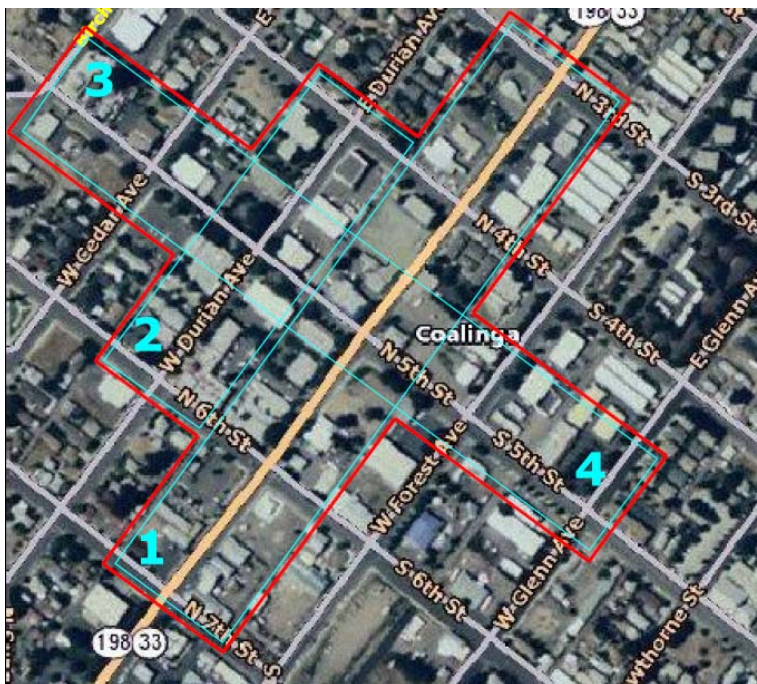 198 33
E Durian Ave
3
N 3rd St
S 3rd St
W Cedar Ave
N 4th St
W Durian Ave
S 4th St
E Glenn Av
2
Coalinga
N 5th St
N 6th St
S 5th St
4
W Forest Ave
1
W Glenn Ave
S 6th St
N 7th St
S
wthorne St
198 33